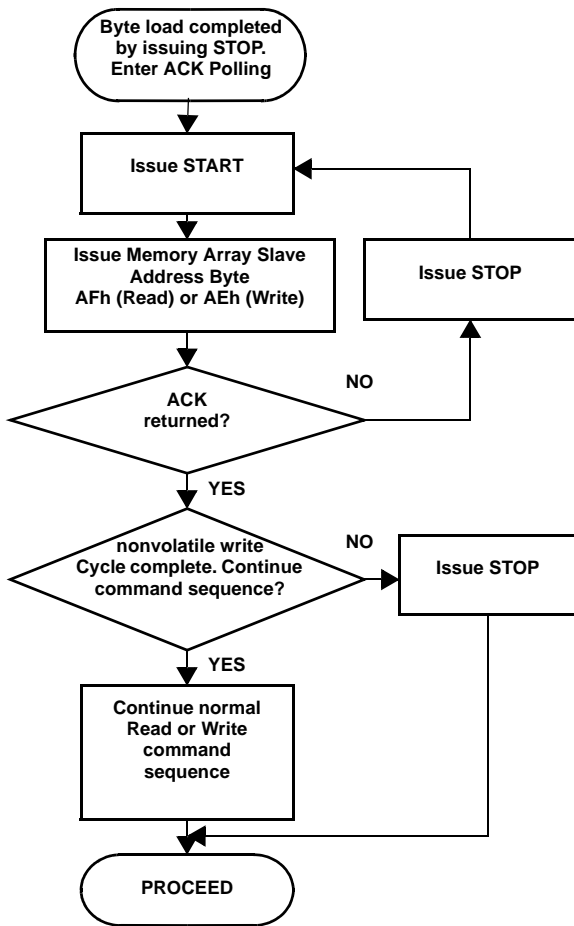 Byte load completed
by issuing STOP.
Enter ACK Polling
Issue START
Issue Memory Array Slave
Address Byte
AFh (Read) or AEh (Write)
Issue STOP
ACK
returned?
NO
YES
nonvolatile write
Cycle complete. Continue
command sequence?
NO
Issue STOP
YES
Continue normal
Read or Write
command
sequence
PROCEED